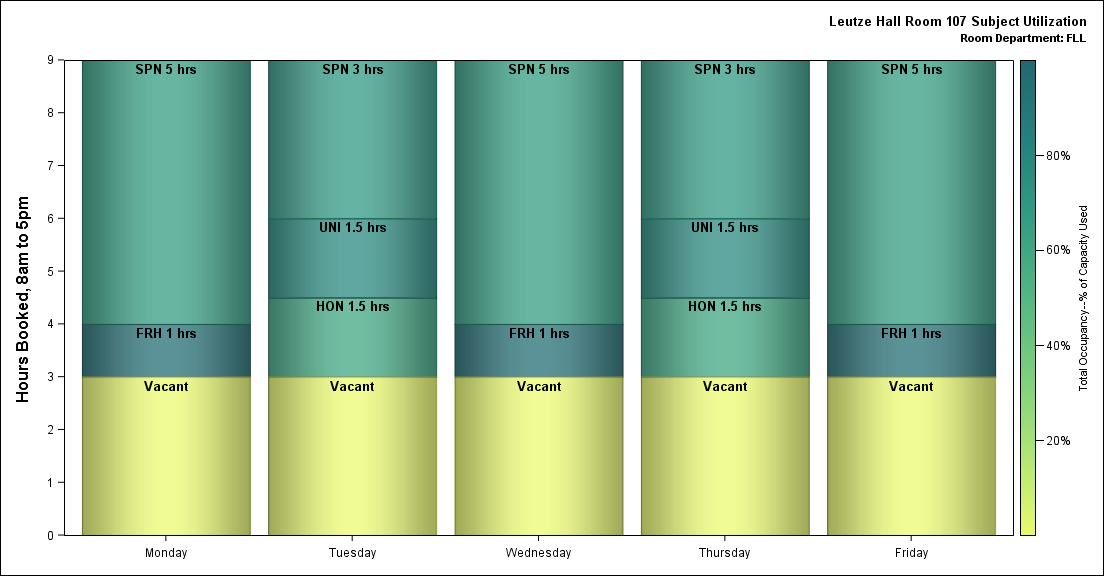 Leutze Hall Room 107 Subject Utilization
Room Department: FLL
Hours Booked, 8am to 5pm
9
8
7
6
5
4
3
2
1
0
SPN 5 hrs
FRH 1 hrs
Vacant
SPN 3 hrs
UNI 1.5 hrs
HON 1.5 hrs
Vacant
SPN 5 hrs
FRH 1 hrs
Vacant
SPN 3 hrs
UNI 1.5 hrs
HON 1.5 hrs
Vacant
SPN 5 hrs
FRH 1 hrs
Vacant
Monday
Tuesday
Wednesday
Thursday
Friday
80%
60%
40%
20%
Total Occupancy--% of Capacity Used